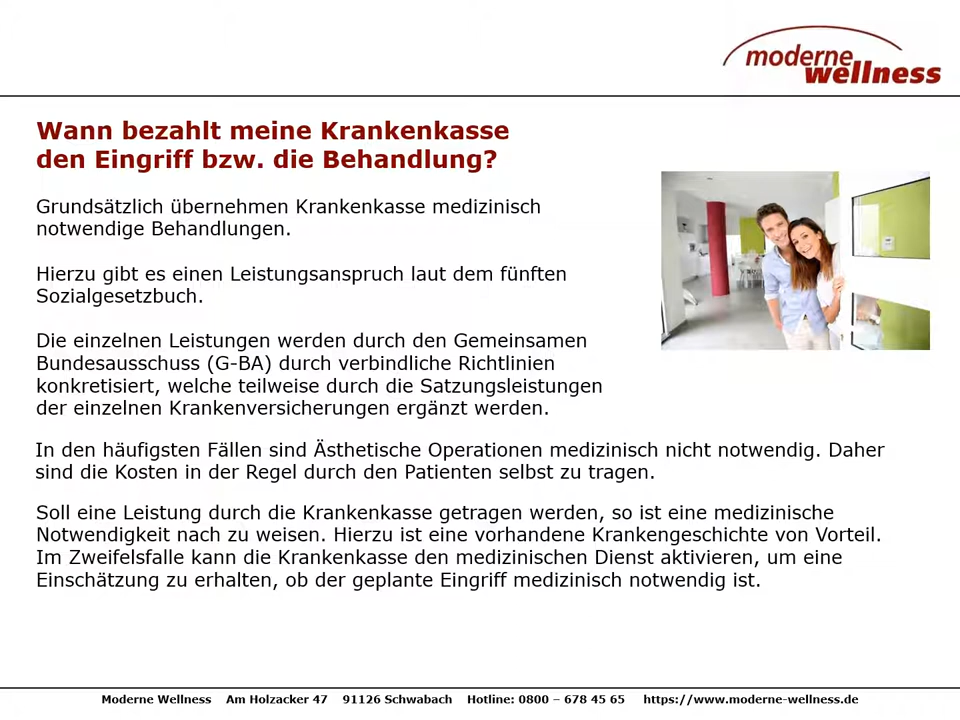 moderne
wellness
Wann bezahlt meine Krankenkasse
den Eingriff bzw. die Behandlung?
Grundsätzlich übernehmen Krankenkasse medizinisch
notwendige Behandlungen.
Hierzu gibt es einen Leistungsanspruch laut dem fünften
Sozialgesetzbuch.
Die einzelnen Leistungen werden durch den Gemeinsamen
Bundesausschuss (G-BA) durch verbindliche Richtlinien
konkretisiert, welche teilweise durch die Satzungsleistungen
der einzelnen Krankenversicherungen ergänzt werden.
In den häufigsten Fällen sind Ästhetische Operationen medizinisch nicht notwendig. Daher
sind die Kosten in der Regel durch den Patienten selbst zu tragen.
Soll eine Leistung durch die Krankenkasse getragen werden, so ist eine medizinische
Notwendigkeit nach zu weisen. Hierzu ist eine vorhandene Krankengeschichte von Vorteil.
Im Zweifelsfalle kann die Krankenkasse den medizinischen Dienst aktivieren, um eine
Einschätzung zu erhalten, ob der geplante Eingriff medizinisch notwendig ist.
Moderne Wellness Am Holzacker 47 91126 Schwabach Hotline: 0800 – 678 45 65 https://www.moderne-wellness.de